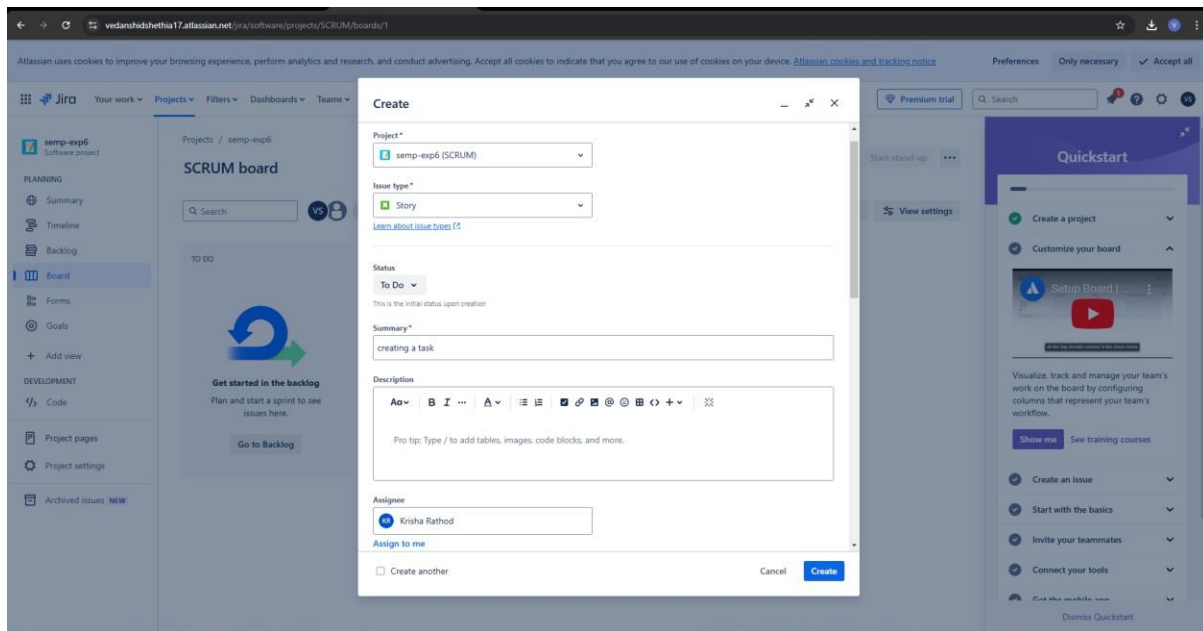 vedanshidshethia17.atlassian.net/jira/software/projects/SCRUM/boards/1
V
Atlassian uses cookies to improve your browsing experience, perform analytics and research, and conduct advertising. Accept all cookies to indicate that you agree to our use of cookies on your device. Atlassian cookies and tracking notice
Preferences
Only necessary
Accept all
Jira
Your work
Projects
Filters
Dashboards
Teams
Premium trial
Search
VS
semp-exp6
Software project
PLANNING
Summary
Timeline
Backlog
Board
Forms
Goals
Add view
DEVELOPMENT
Code
Project pages
Project settings
Archived issues NEW
Projects / semp-exp6
SCRUM board
Search
VS
TO DO
Get started in the backlog
Plan and start a sprint to see
issues here.
Go to Backlog
Create
Project *
semp-exp6 (SCRUM)
Issue type *
Story
Learn about issue types
Status
To Do
This is the initial status upon creation
Summary *
creating a task
Description
Aa
B I ... A
Pro tip: Type / to add tables, images, code blocks, and more.
Assignee
KR Krisha Rathod
Assign to me
Create another
Cancel
Create
Start stand-up
View settings
Quickstart
Create a project
Customize your board
Setup Board |
Visualize, track and manage your team's
work on the board by configuring
columns that represent your team's
workflow.
Show me
See training courses
Create an issue
Start with the basics
Invite your teammates
Connect your tools
Get the mobile app
Dismiss Quickstart